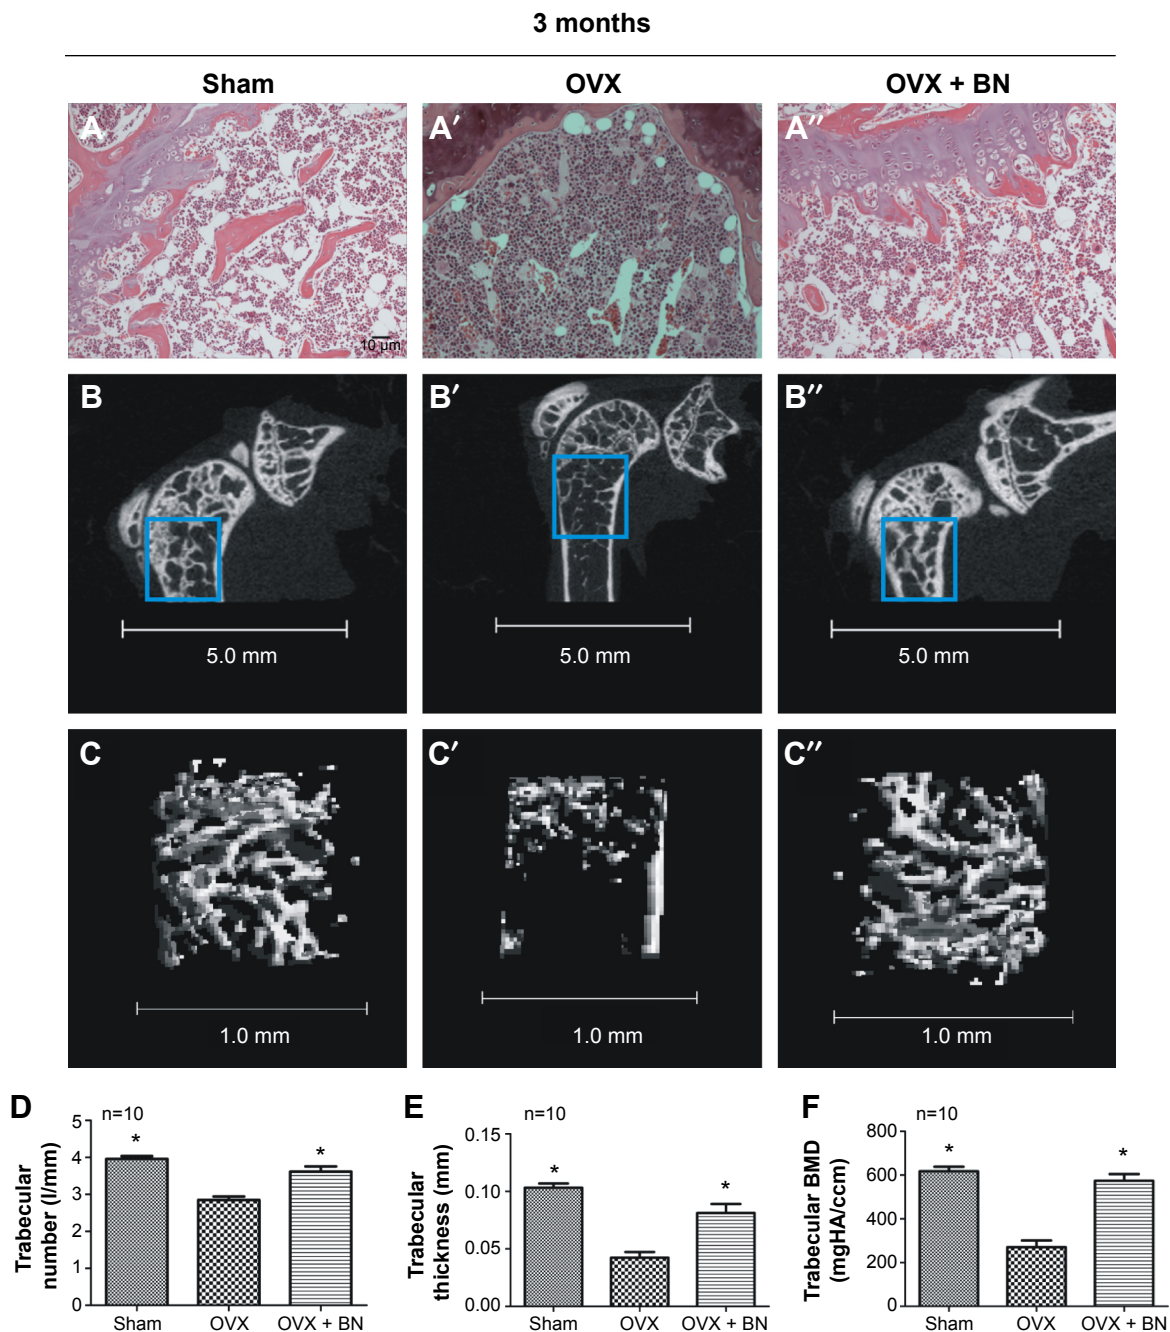 3 months
Sham OVX OVX + BN
A A′ A″
10 µm
B B′ B″
5.0 mm 5.0 mm 5.0 mm
C C′ C″
1.0 mm 1.0 mm 1.0 mm
D
n=10
Trabecular
number (l/mm)
5
4
3
2
1
0
* *
Sham OVX OVX + BN
E
n=10
Trabecular
thickness (mm)
0.15
0.10
0.05
0.00
* *
Sham OVX OVX + BN
F
n=10
Trabecular BMD
(mgHA/ccm)
800
600
400
200
0
* *
Sham OVX OVX + BN